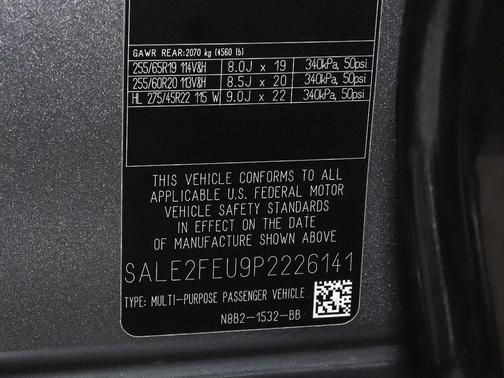 GAWR REAR:2070 kg (4560 lb)
255/65R19 114V&H 8.0J x 19 340kPa, 50psi
255/60R20 113V&H 8.5J x 20 340kPa, 50psi
HL 275/45R22 115 W 9.0J x 22 340kPa, 50psi
THIS VEHICLE CONFORMS TO ALL
APPLICABLE U.S. FEDERAL MOTOR
VEHICLE SAFETY STANDARDS
IN EFFECT ON THE DATE
OF MANUFACTURE SHOWN ABOVE
SALE2FEU9P2226141
TYPE: MULTI-PURPOSE PASSENGER VEHICLE
N8B2-1532-BB